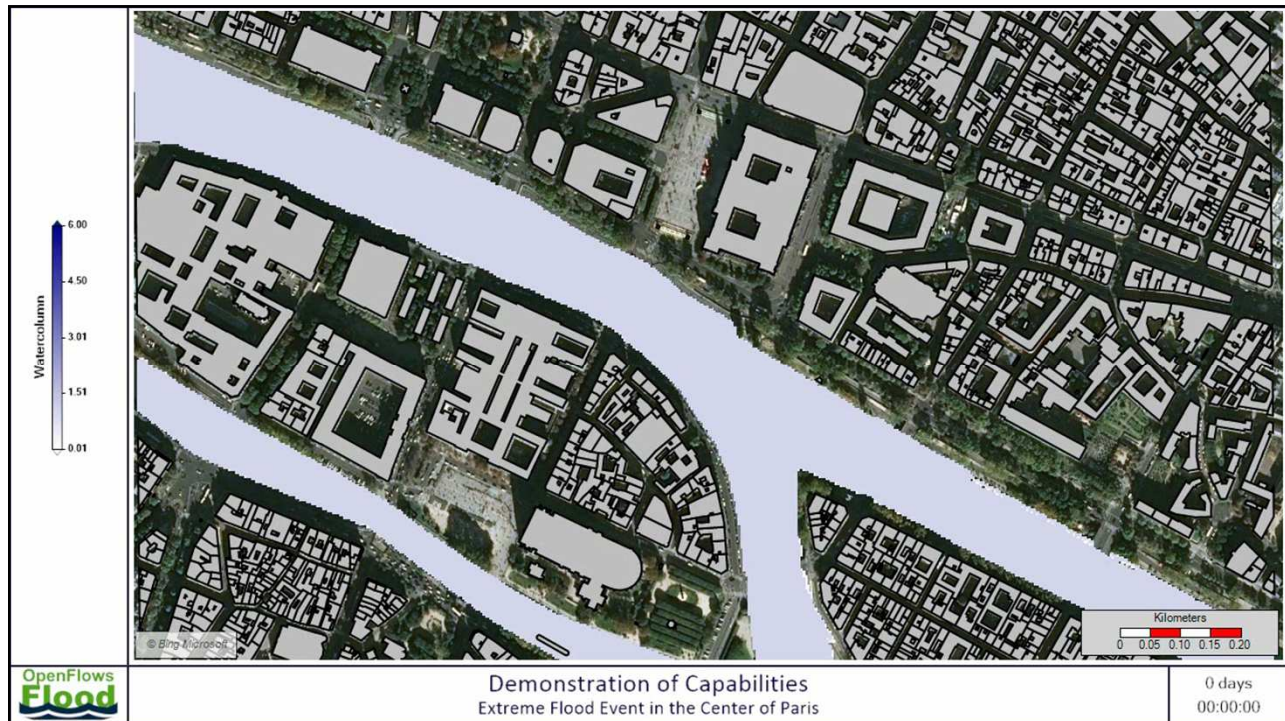 Watercolumn
6.00
4.50
3.01
1.51
0.01
© Bing Microsoft
Kilometers
0 0.05 0.10 0.15 0.20
OpenFlows
Flood
Demonstration of Capabilities
Extreme Flood Event in the Center of Paris
0 days
00:00:00